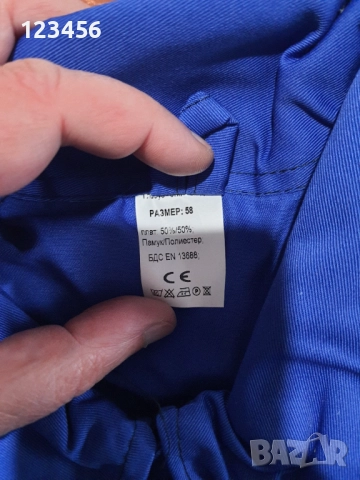 123456
РАЗМЕР: 58
плат: 50%/50%
Памук/Полиестер;
БДС EN 13688;
CE
BAZAR